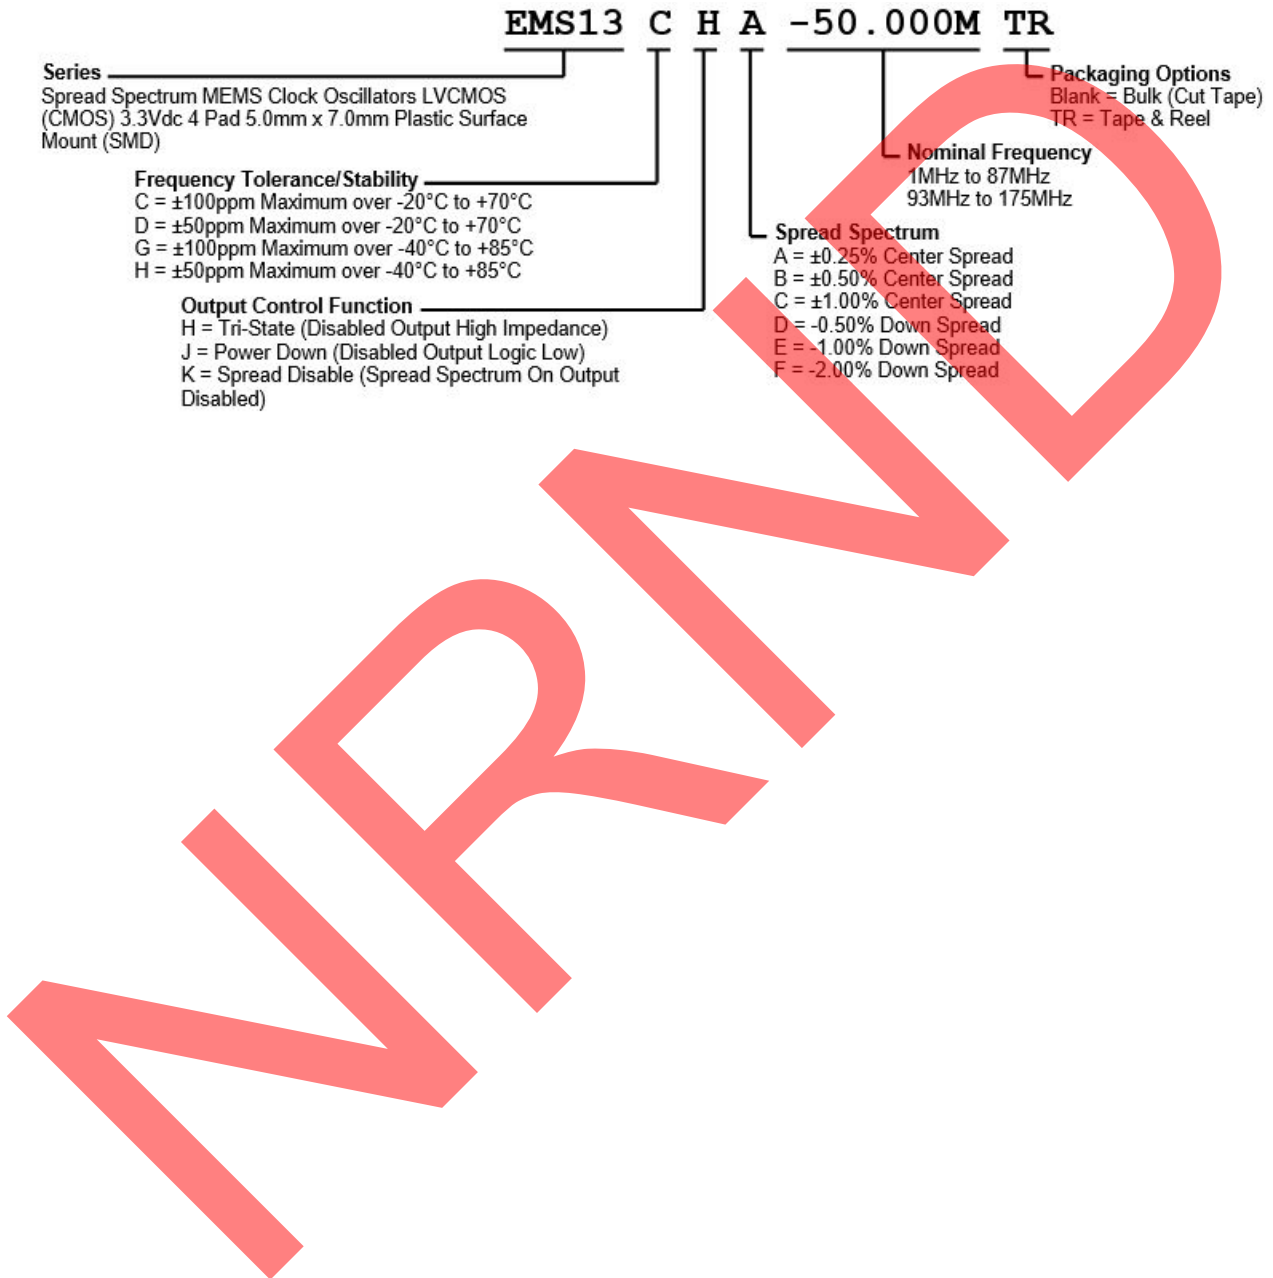 EMS13 C H A -50.000M TR
Series
Spread Spectrum MEMS Clock Oscillators LVCMOS
(CMOS) 3.3Vdc 4 Pad 5.0mm x 7.0mm Plastic Surface
Mount (SMD)
Frequency Tolerance/Stability
C = ±100ppm Maximum over -20°C to +70°C
D = ±50ppm Maximum over -20°C to +70°C
G = ±100ppm Maximum over -40°C to +85°C
H = ±50ppm Maximum over -40°C to +85°C
Output Control Function
H = Tri-State (Disabled Output High Impedance)
J = Power Down (Disabled Output Logic Low)
K = Spread Disable (Spread Spectrum On Output
Disabled)
Packaging Options
Blank = Bulk (Cut Tape)
TR = Tape & Reel
Nominal Frequency
1MHz to 87MHz
93MHz to 175MHz
Spread Spectrum
A = ±0.25% Center Spread
B = ±0.50% Center Spread
C = ±1.00% Center Spread
D = -0.50% Down Spread
E = -1.00% Down Spread
F = -2.00% Down Spread
NRND